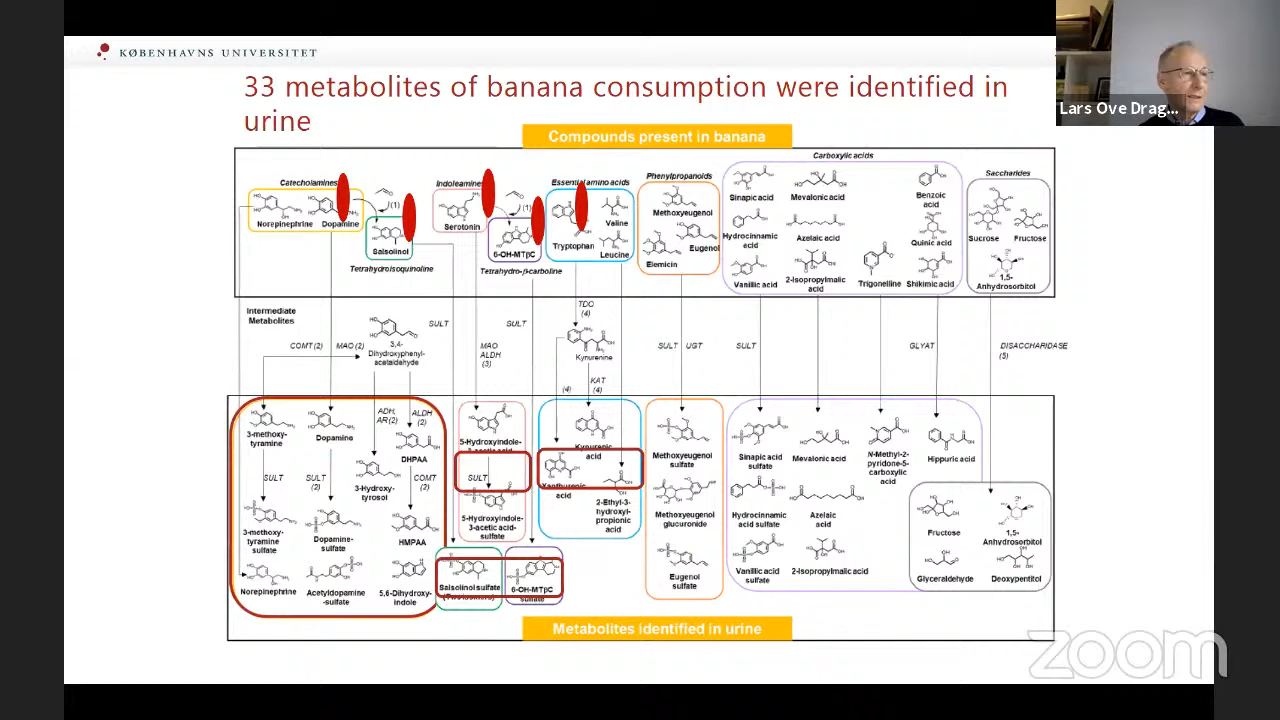 KØBENHAVNS UNIVERSITET
33 metabolites of banana consumption were identified in
urine
Lars Ove Drag...
Compounds present in banana
Catecholamines
Norepinephrine
Dopamine
(1)
Salsolinol
Tetrahydroisoquinoline
Indoleamines
Serotonin
(1)
6-OH-MTβC
Tetrahydro-β-carboline
Essential amino acids
Tryptophan
Valine
Leucine
Phenylpropanoids
Methoxyeugenol
Eugenol
Elemicin
Carboxylic acids
Sinapic acid
Mevalonic acid
Benzoic
acid
Hydrocinnamic
acid
Azelaic acid
Quinic acid
Vanillic acid
2-Isopropylmalic
acid
Trigonelline
Shikimic acid
Saccharides
Sucrose
Fructose
1,5-
Anhydrosorbitol
Intermediate
Metabolites
COMT (2)
MAO (2)
3,4-
Dihydroxyphenyl-
acetaldehyde
SULT
MAO
ALDH
(3)
SULT
TDO
(4)
Kynurenine
(4)
KAT
(4)
SULT
UGT
SULT
GLYAT
DISACCHARIDASE
(5)
3-methoxy-
tyramine
Dopamine
ADH,
AR (2)
ALDH
(2)
DHPAA
SULT
SULT
(2)
3-Hydroxy-
tyrosol
COMT
(2)
3-methoxy-
tyramine
sulfate
Dopamine-
sulfate
HMPAA
Norepinephrine
Acetyldopamine
-sulfate
5,6-Dihydroxy-
indole
5-Hydroxyindole-
3-acetic acid
SULT
5-Hydroxyindole-
3-acetic acid-
sulfate
Salsolinol sulfate
(Two isomers)
6-OH-MTβC
sulfate
Kynurenic
acid
Xanthurenic
acid
2-Ethyl-3-
hydroxyl-
propionic
acid
Methoxyeugenol
sulfate
Methoxyeugenol
glucuronide
Eugenol
sulfate
Sinapic acid
sulfate
Mevalonic acid
N-Methyl-2-
pyridone-5-
carboxylic
acid
Hippuric acid
Hydrocinnamic
acid sulfate
Azelaic
acid
Vanillic acid
sulfate
2-Isopropylmalic acid
Fructose
1,5-
Anhydrosorbitol
Glyceraldehyde
Deoxypentitol
Metabolites identified in urine
zoom